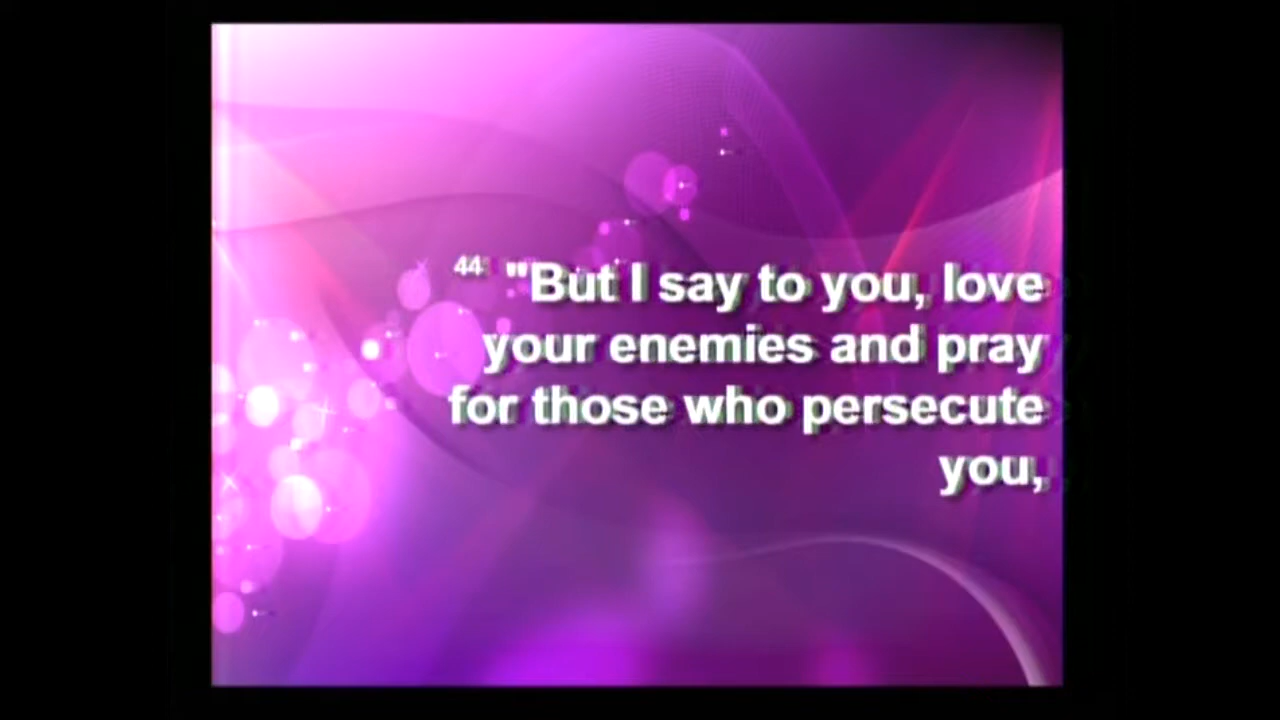 44 "But I say to you, love
your enemies and pray
for those who persecute
you,